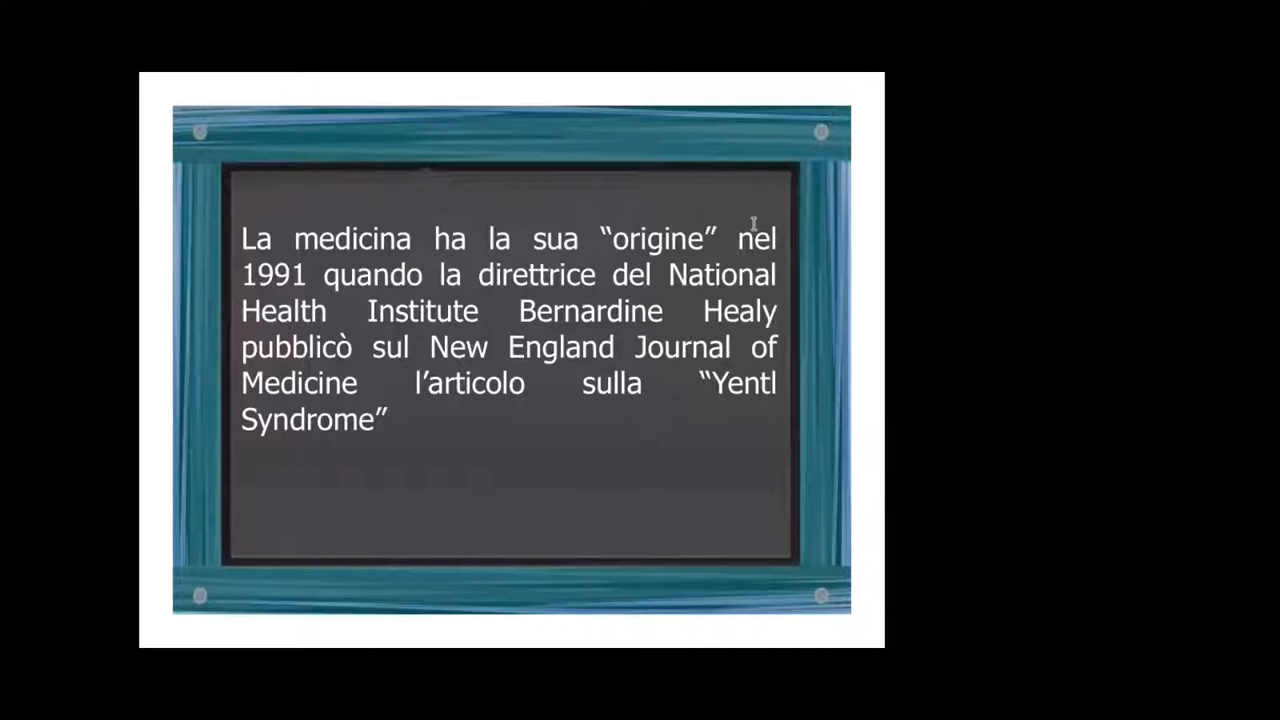 La medicina ha la sua “origine” nel
1991 quando la direttrice del National
Health Institute Bernardine Healy
pubblicò sul New England Journal of
Medicine l’articolo sulla “Yentl
Syndrome”